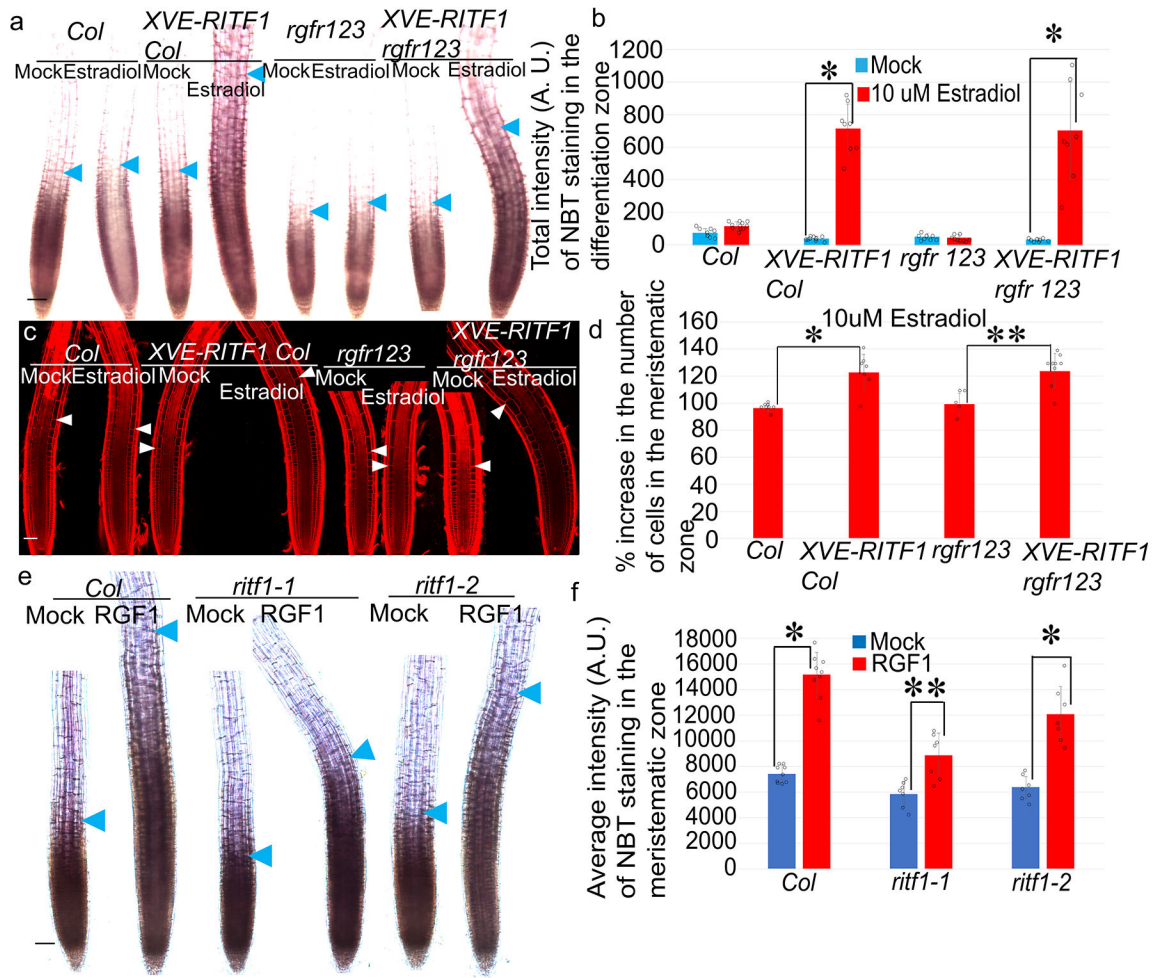 a
Col
XVE-RITF1
Col
rgfr123
XVE-RITF1
rgfr123
Mock Estradiol
Mock
Estradiol
Mock Estradiol
Mock
Estradiol
b
Total intensity (A. U.)
of NBT staining in the
differentiation zone
1200
1000
800
600
400
200
0
Mock
10 uM Estradiol
*
*
Col
XVE-RITF1
Col
rgfr 123
XVE-RITF1
rgfr 123
c
Col
XVE-RITF1 Col
rgfr123
XVE-RITF1
rgfr123
Mock Estradiol
Mock
Estradiol
Mock
Estradiol
Mock Estradiol
d
% increase in the number
of cells in the meristematic
zone
160
140
120
100
80
60
40
20
0
10uM Estradiol
*
**
Col
XVE-RITF1
Col
rgfr123
XVE-RITF1
rgfr123
e
Col
ritf1-1
ritf1-2
Mock RGF1
Mock RGF1
Mock RGF1
f
Average intensity (A.U.)
of NBT staining in the
meristematic zone
18000
16000
14000
12000
10000
8000
6000
4000
2000
0
Mock
RGF1
*
**
*
Col
ritf1-1
ritf1-2